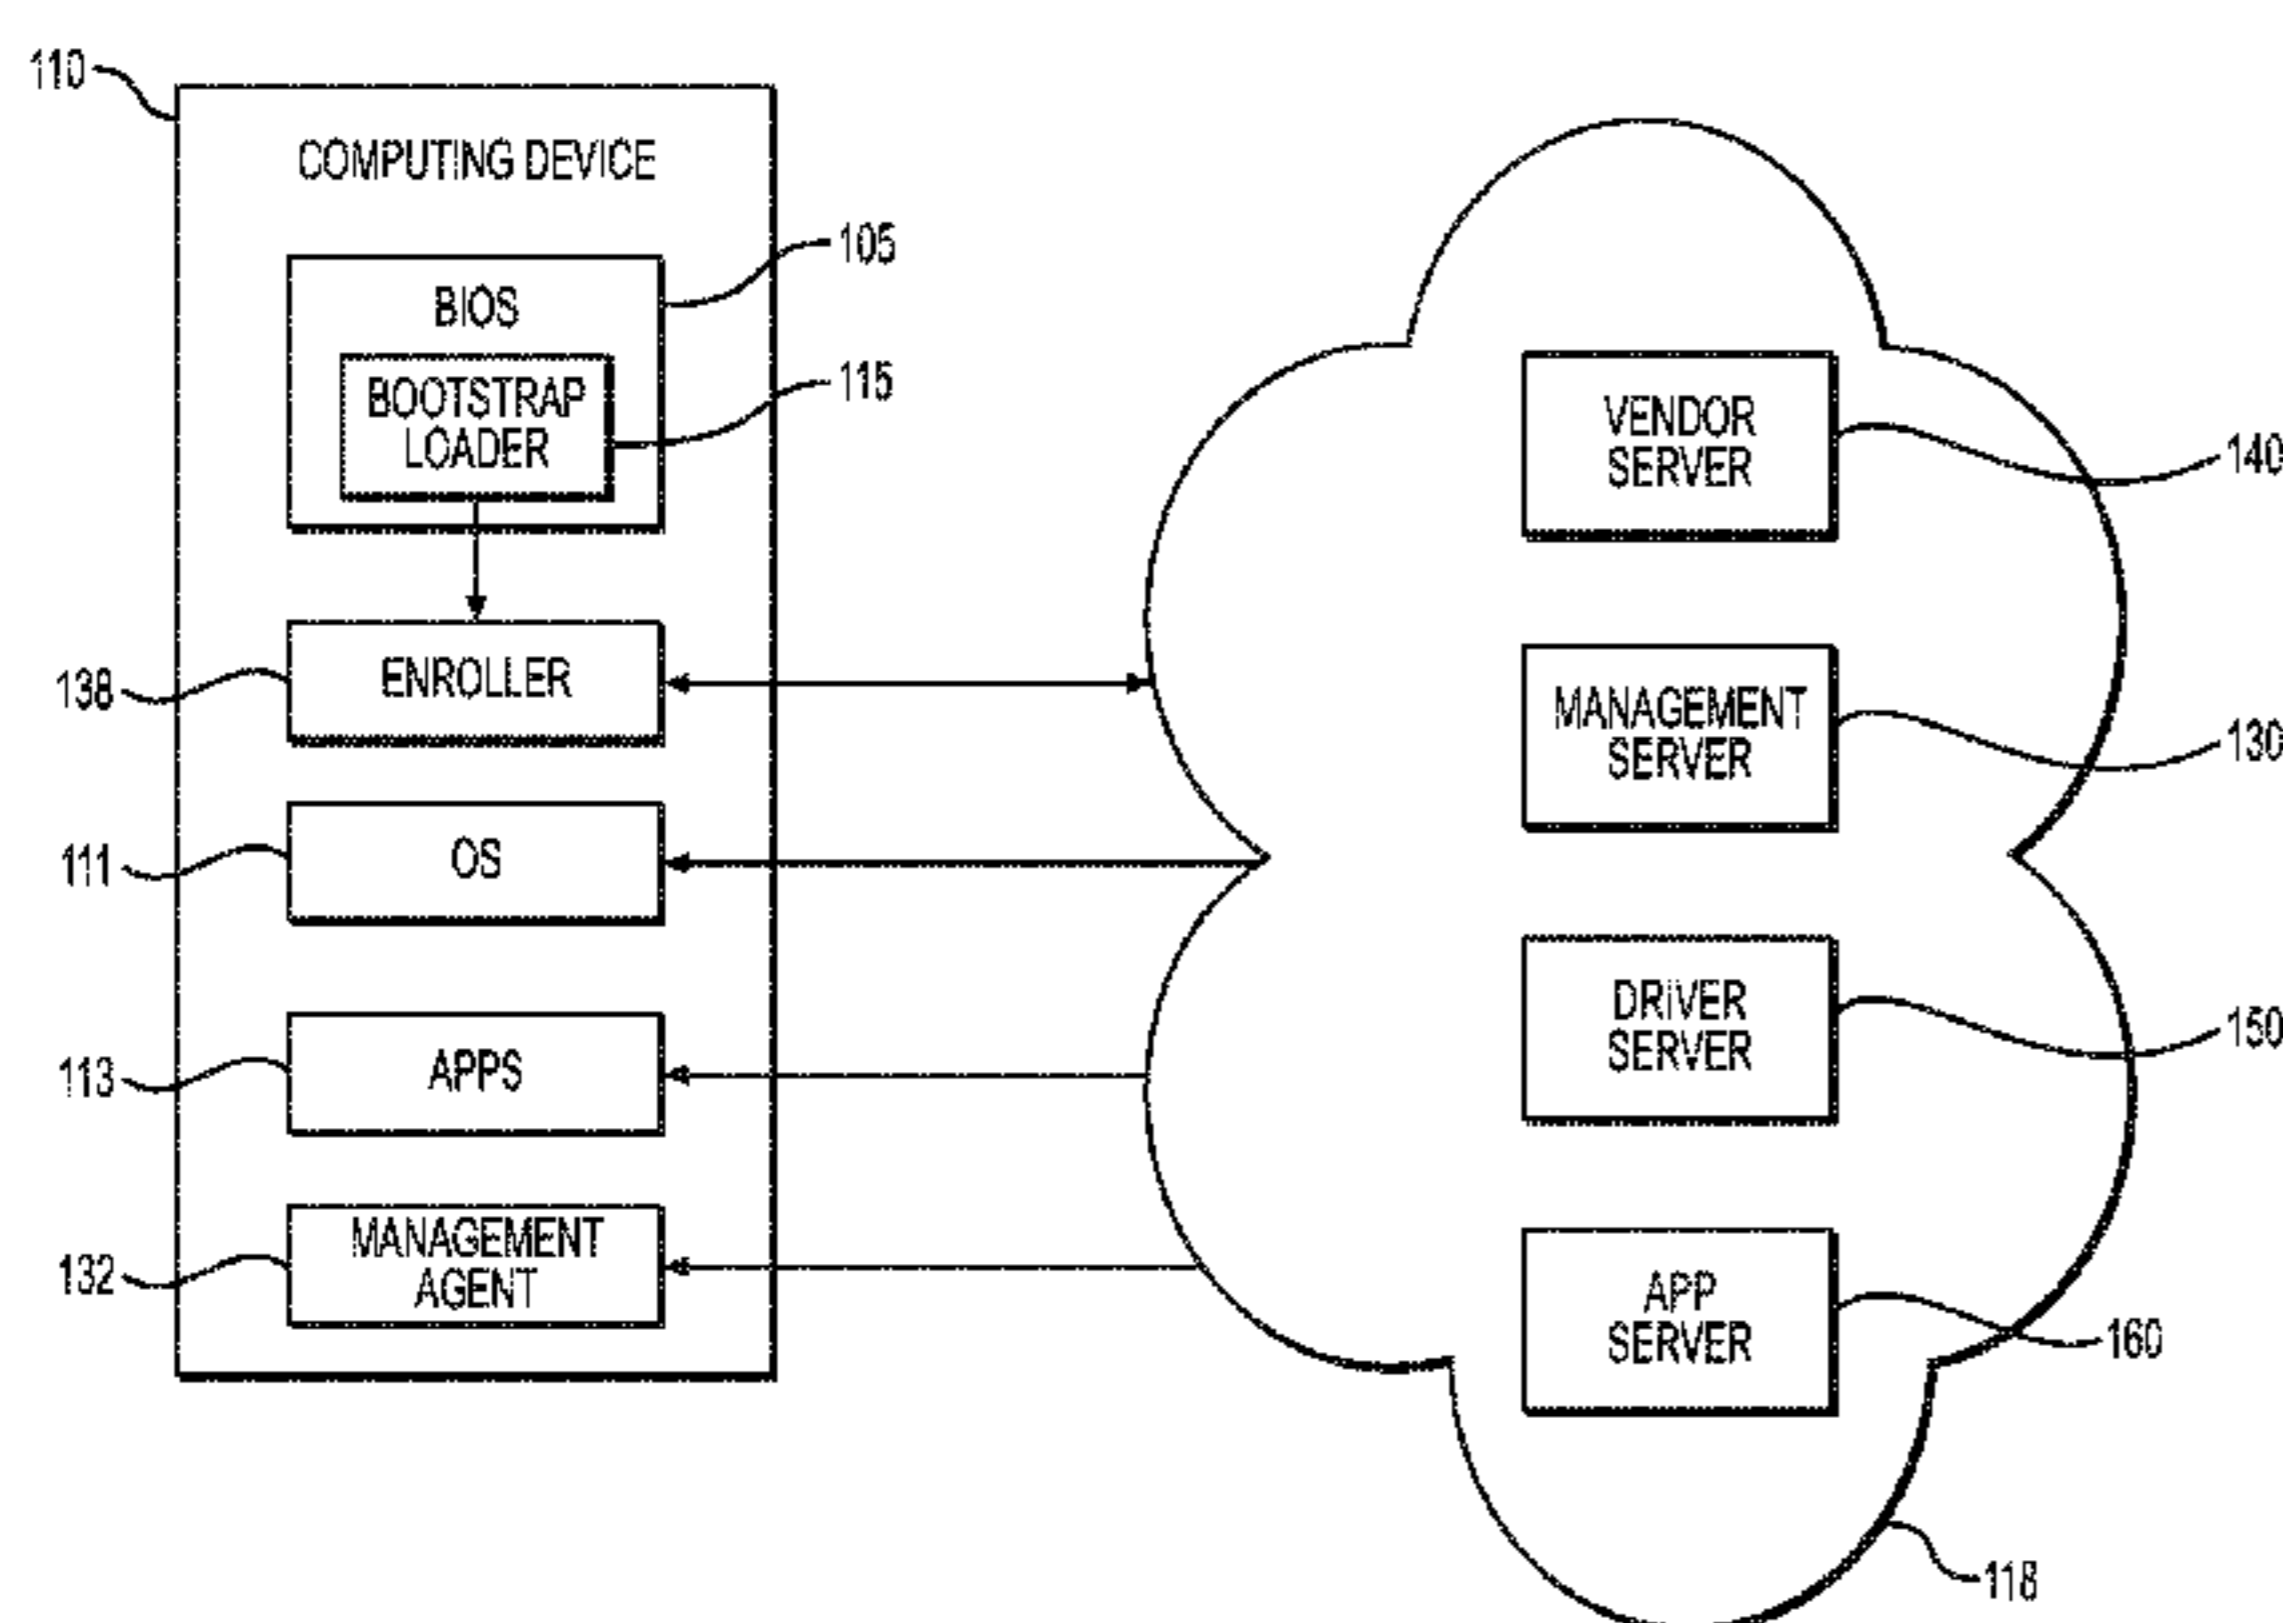 110
COMPUTING DEVICE
105
BIOS
115
BOOTSTRAP
LOADER
138
ENROLLER
111
OS
113
APPS
132
MANAGEMENT
AGENT
VENDOR
SERVER
140
MANAGEMENT
SERVER
130
DRIVER
SERVER
150
APP
SERVER
160
118